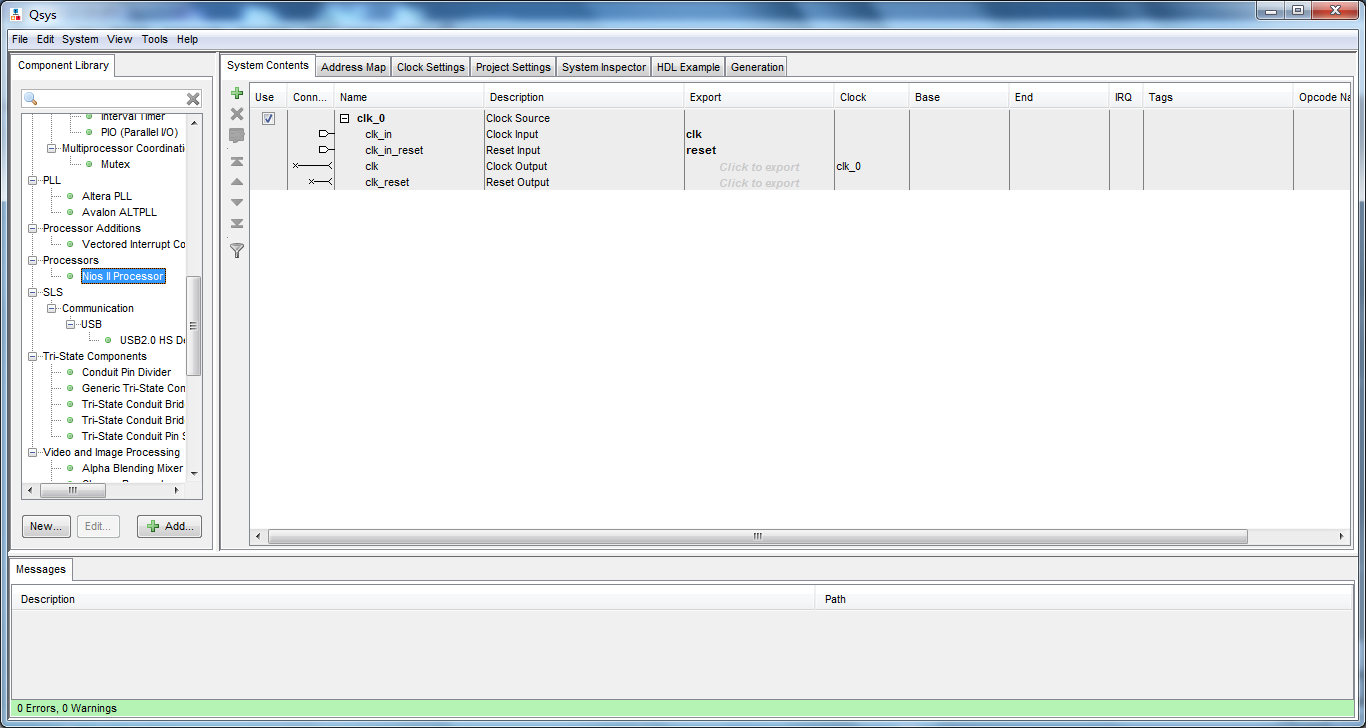 Qsys
File Edit System View Tools Help
Component Library
Interval Timer
PIO (Parallel I/O)
Multiprocessor Coordinati
Mutex
PLL
Altera PLL
Avalon ALTPLL
Processor Additions
Vectored Interrupt Co
Processors
Nios II Processor
SLS
Communication
USB
USB2.0 HS De
Tri-State Components
Conduit Pin Divider
Generic Tri-State Con
Tri-State Conduit Brid
Tri-State Conduit Brid
Tri-State Conduit Pin S
Video and Image Processing
Alpha Blending Mixer
New... Edit... Add...
System Contents Address Map Clock Settings Project Settings System Inspector HDL Example Generation
Use Conn... Name Description Export Clock Base End IRQ Tags Opcode Na
clk_0 Clock Source
clk_in Clock Input clk
clk_in_reset Reset Input reset
clk Clock Output Click to export clk_0
clk_reset Reset Output Click to export
Messages
Description Path
0 Errors, 0 Warnings